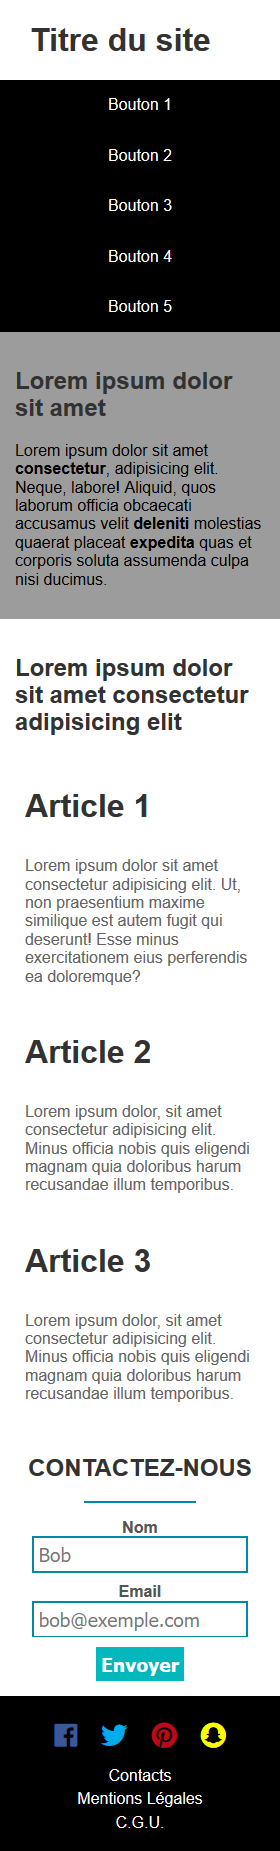 Titre du site
Bouton 1
Bouton 2
Bouton 3
Bouton 4
Bouton 5
Lorem ipsum dolor
sit amet
Lorem ipsum dolor sit amet
consectetur, adipisicing elit.
Neque, labore! Aliquid, quos
laborum officia obcaecati
accusamus velit deleniti molestias
quaerat placeat expedita quas et
corporis soluta assumenda culpa
nisi ducimus.
Lorem ipsum dolor
sit amet consectetur
adipisicing elit
Article 1
Lorem ipsum dolor sit amet
consectetur adipisicing elit. Ut,
non praesentium maxime
similique est autem fugit qui
deserunt! Esse minus
exercitationem eius perferendis
ea doloremque?
Article 2
Lorem ipsum dolor, sit amet
consectetur adipisicing elit.
Minus officia nobis quis eligendi
magnam quia doloribus harum
recusandae illum temporibus.
Article 3
Lorem ipsum dolor, sit amet
consectetur adipisicing elit.
Minus officia nobis quis eligendi
magnam quia doloribus harum
recusandae illum temporibus.
CONTACTEZ-NOUS
Nom
Bob
Email
bob@exemple.com
Envoyer
Contacts
Mentions Légales
C.G.U.